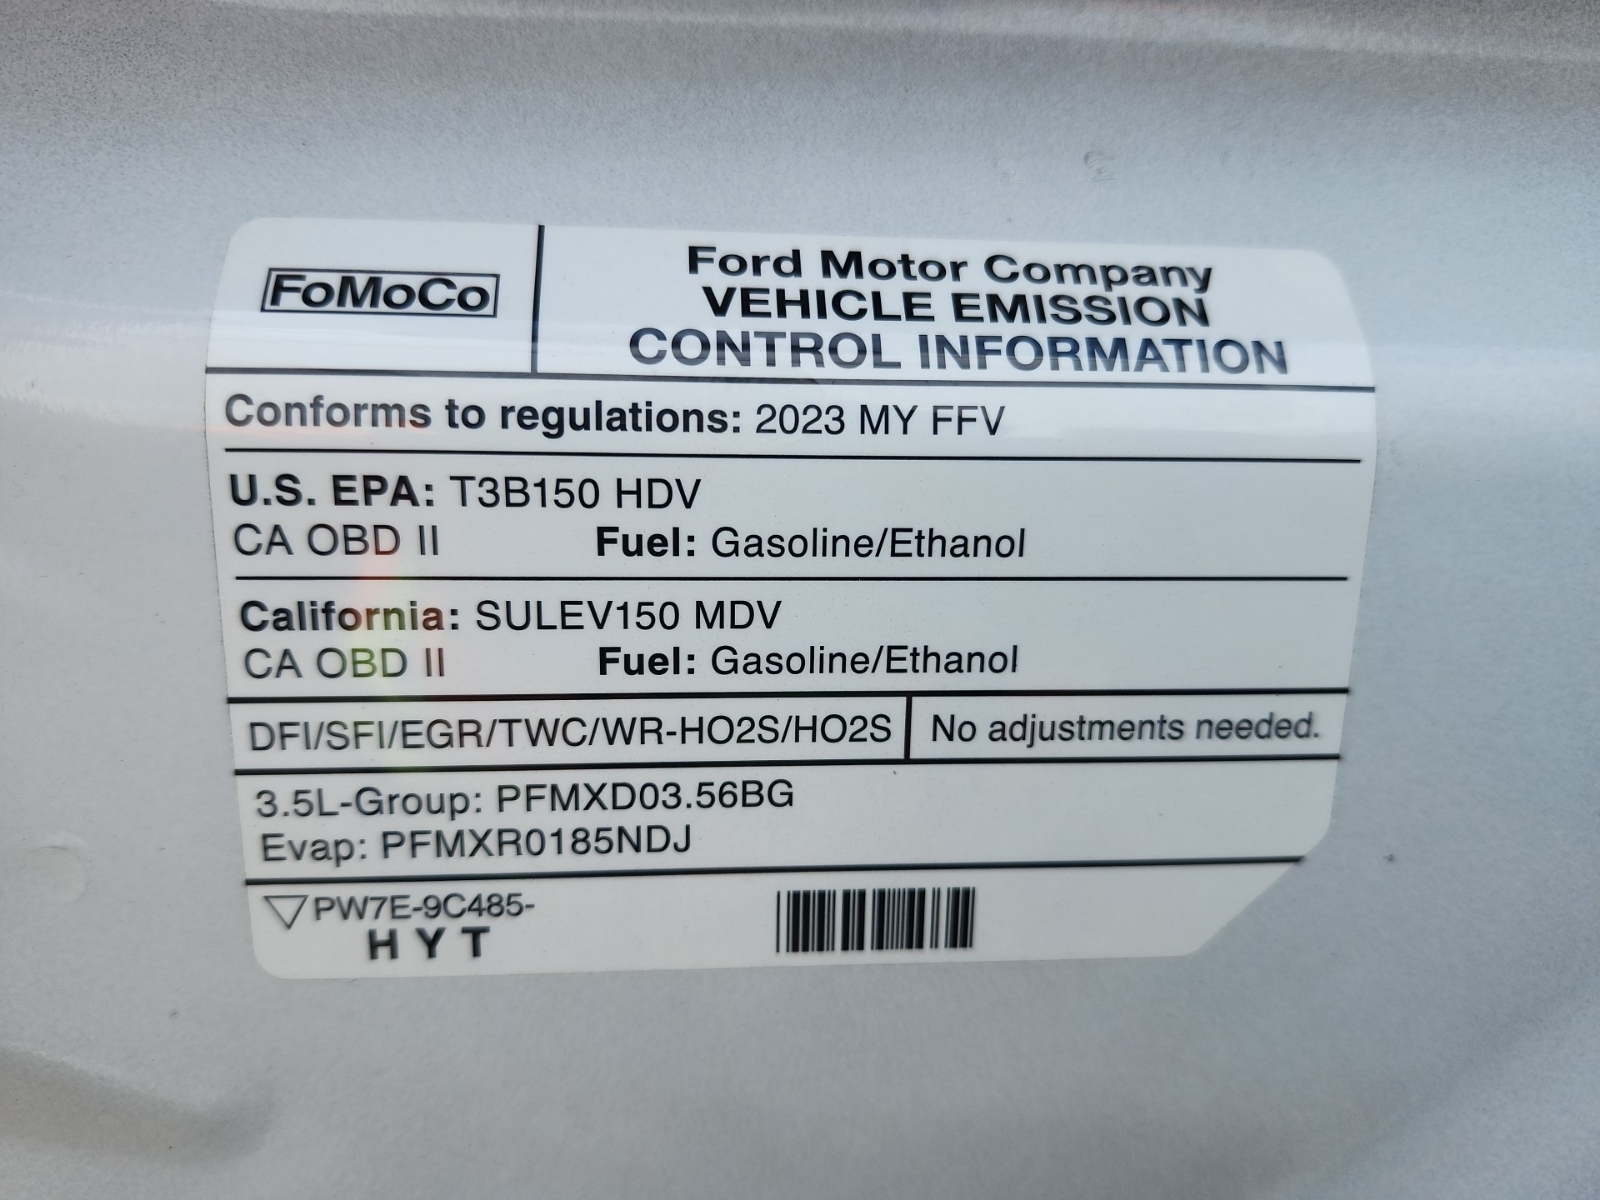 FoMoCo
Ford Motor Company
VEHICLE EMISSION
CONTROL INFORMATION
Conforms to regulations: 2023 MY FFV
U.S. EPA: T3B150 HDV
CA OBD II Fuel: Gasoline/Ethanol
California: SULEV150 MDV
CA OBD II Fuel: Gasoline/Ethanol
DFI/SFI/EGR/TWC/WR-HO2S/HO2S No adjustments needed.
3.5L-Group: PFMXD03.56BG
Evap: PFMXR0185NDJ
PW7E-9C485-
HYT